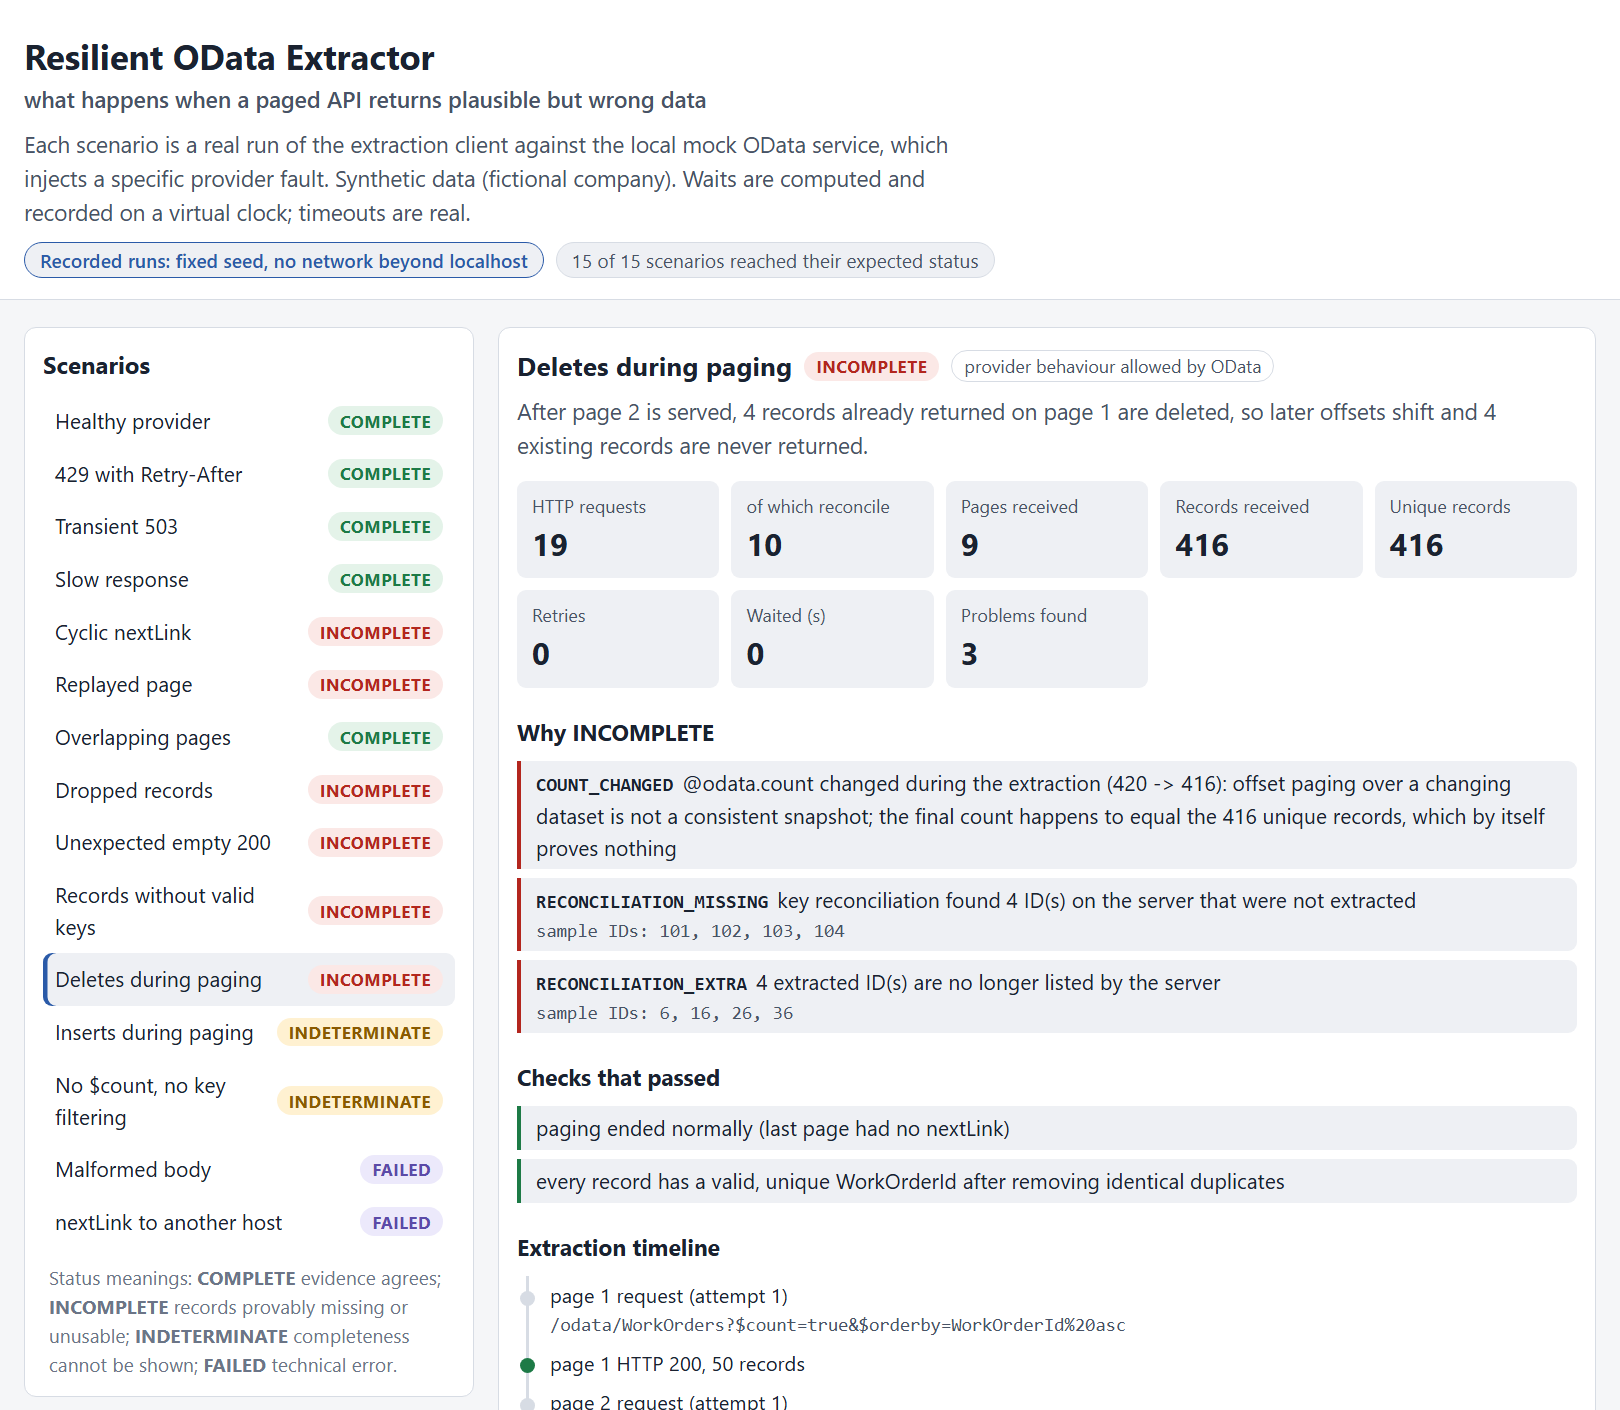 Resilient OData Extractor
what happens when a paged API returns plausible but wrong data
Each scenario is a real run of the extraction client against the local mock OData service, which
injects a specific provider fault. Synthetic data (fictional company). Waits are computed and
recorded on a virtual clock; timeouts are real.
Recorded runs: fixed seed, no network beyond localhost
15 of 15 scenarios reached their expected status
Scenarios
Healthy provider COMPLETE
429 with Retry-After COMPLETE
Transient 503 COMPLETE
Slow response COMPLETE
Cyclic nextLink INCOMPLETE
Replayed page INCOMPLETE
Overlapping pages COMPLETE
Dropped records INCOMPLETE
Unexpected empty 200 INCOMPLETE
Records without valid
keys INCOMPLETE
Deletes during paging INCOMPLETE
Inserts during paging INDETERMINATE
No $count, no key
filtering INDETERMINATE
Malformed body FAILED
nextLink to another host FAILED
Status meanings: COMPLETE evidence agrees;
INCOMPLETE records provably missing or
unusable; INDETERMINATE completeness
cannot be shown; FAILED technical error.
Deletes during paging INCOMPLETE provider behaviour allowed by OData
After page 2 is served, 4 records already returned on page 1 are deleted, so later offsets shift and 4
existing records are never returned.
HTTP requests
19
of which reconcile
10
Pages received
9
Records received
416
Unique records
416
Retries
0
Waited (s)
0
Problems found
3
Why INCOMPLETE
COUNT_CHANGED @odata.count changed during the extraction (420 -> 416): offset paging over a changing
dataset is not a consistent snapshot; the final count happens to equal the 416 unique records, which by itself
proves nothing
RECONCILIATION_MISSING key reconciliation found 4 ID(s) on the server that were not extracted
sample IDs: 101, 102, 103, 104
RECONCILIATION_EXTRA 4 extracted ID(s) are no longer listed by the server
sample IDs: 6, 16, 26, 36
Checks that passed
paging ended normally (last page had no nextLink)
every record has a valid, unique WorkOrderId after removing identical duplicates
Extraction timeline
page 1 request (attempt 1)
/odata/WorkOrders?$count=true&$orderby=WorkOrderId%20asc
page 1 HTTP 200, 50 records
page 2 request (attempt 1)